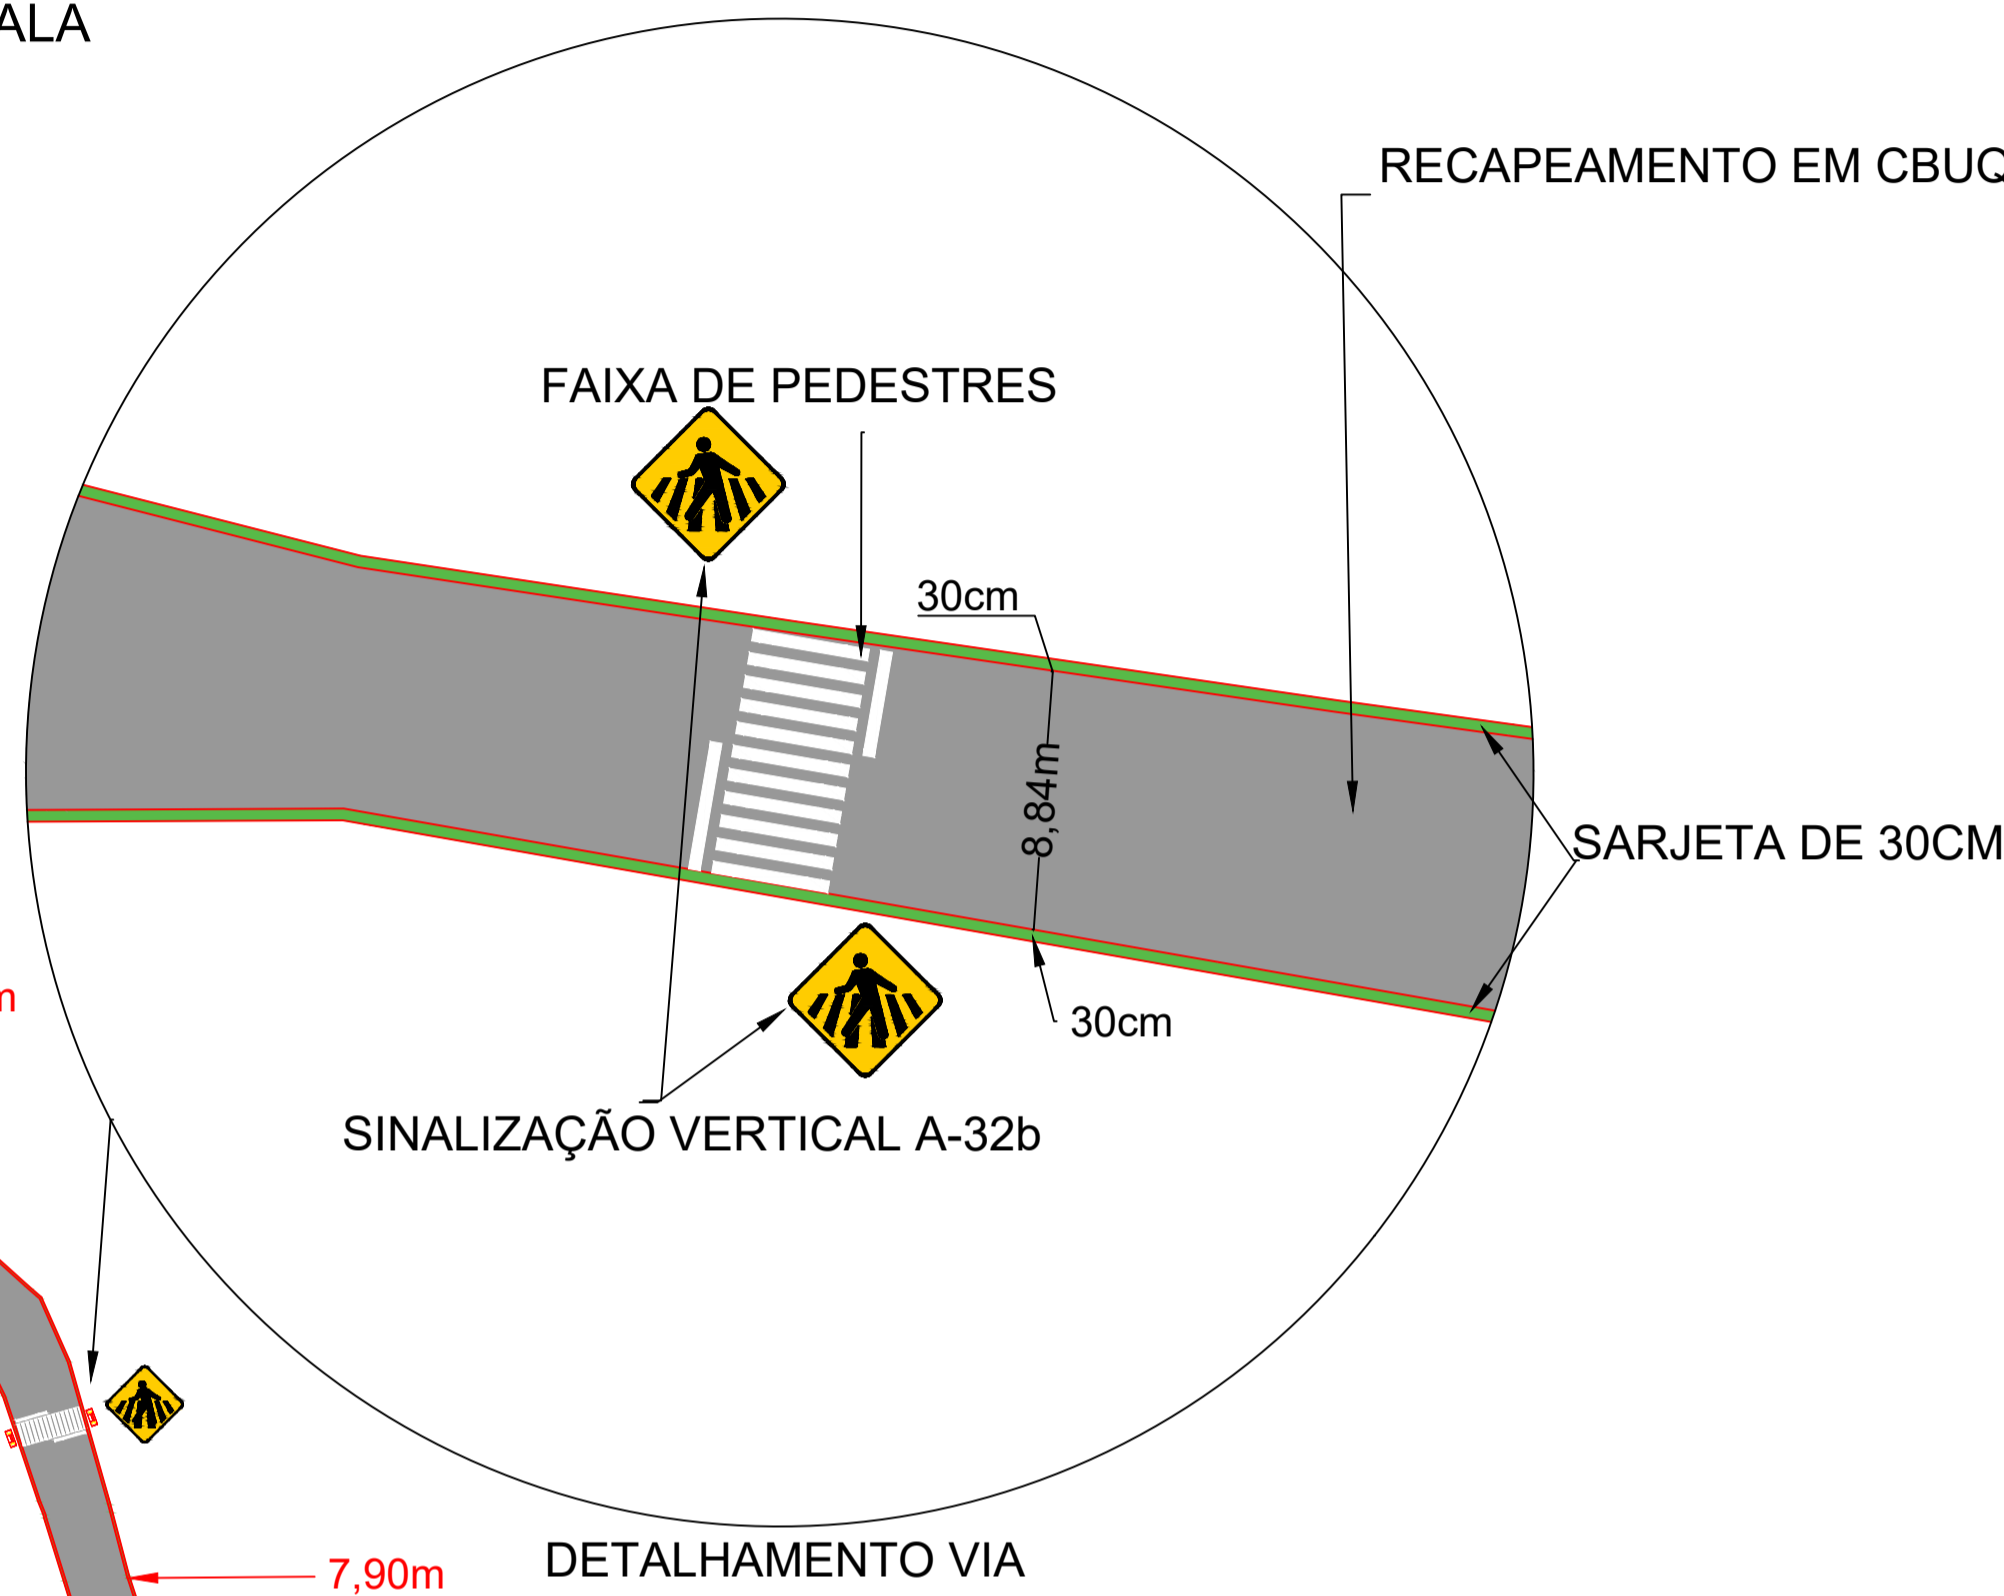 ALA
RECAPEAMENTO EM CBUQ
FAIXA DE PEDESTRES
30cm
8,84m
SARJETA DE 30CM
m
30cm
SINALIZAÇÃO VERTICAL A-32b
DETALHAMENTO VIA
7,90m